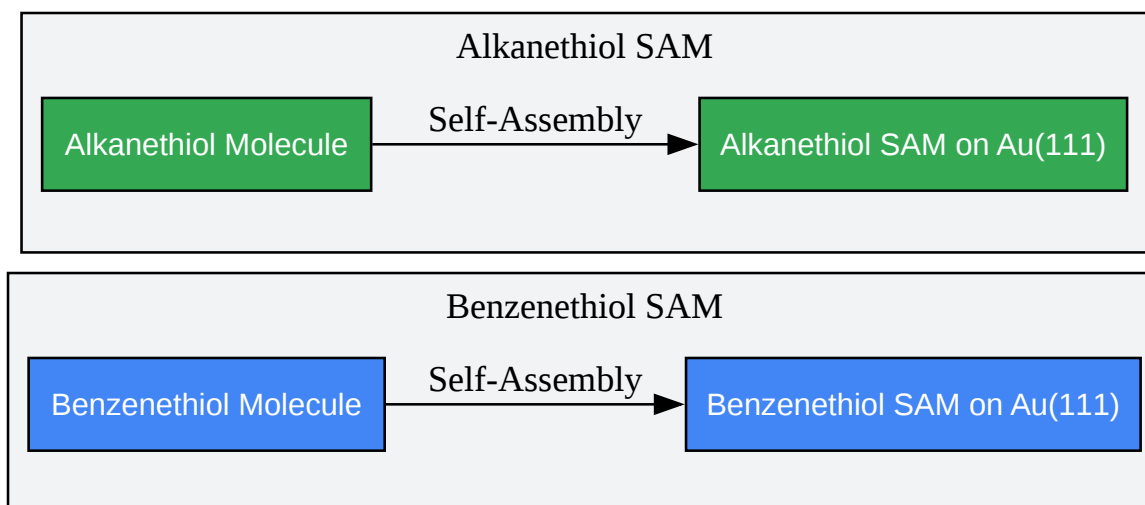 Alkanethiol SAM
Self-Assembly
Alkanethiol Molecule
Alkanethiol SAM on Au(111)
Benzenethiol SAM
Self-Assembly
Benzenethiol Molecule
Benzenethiol SAM on Au(111)